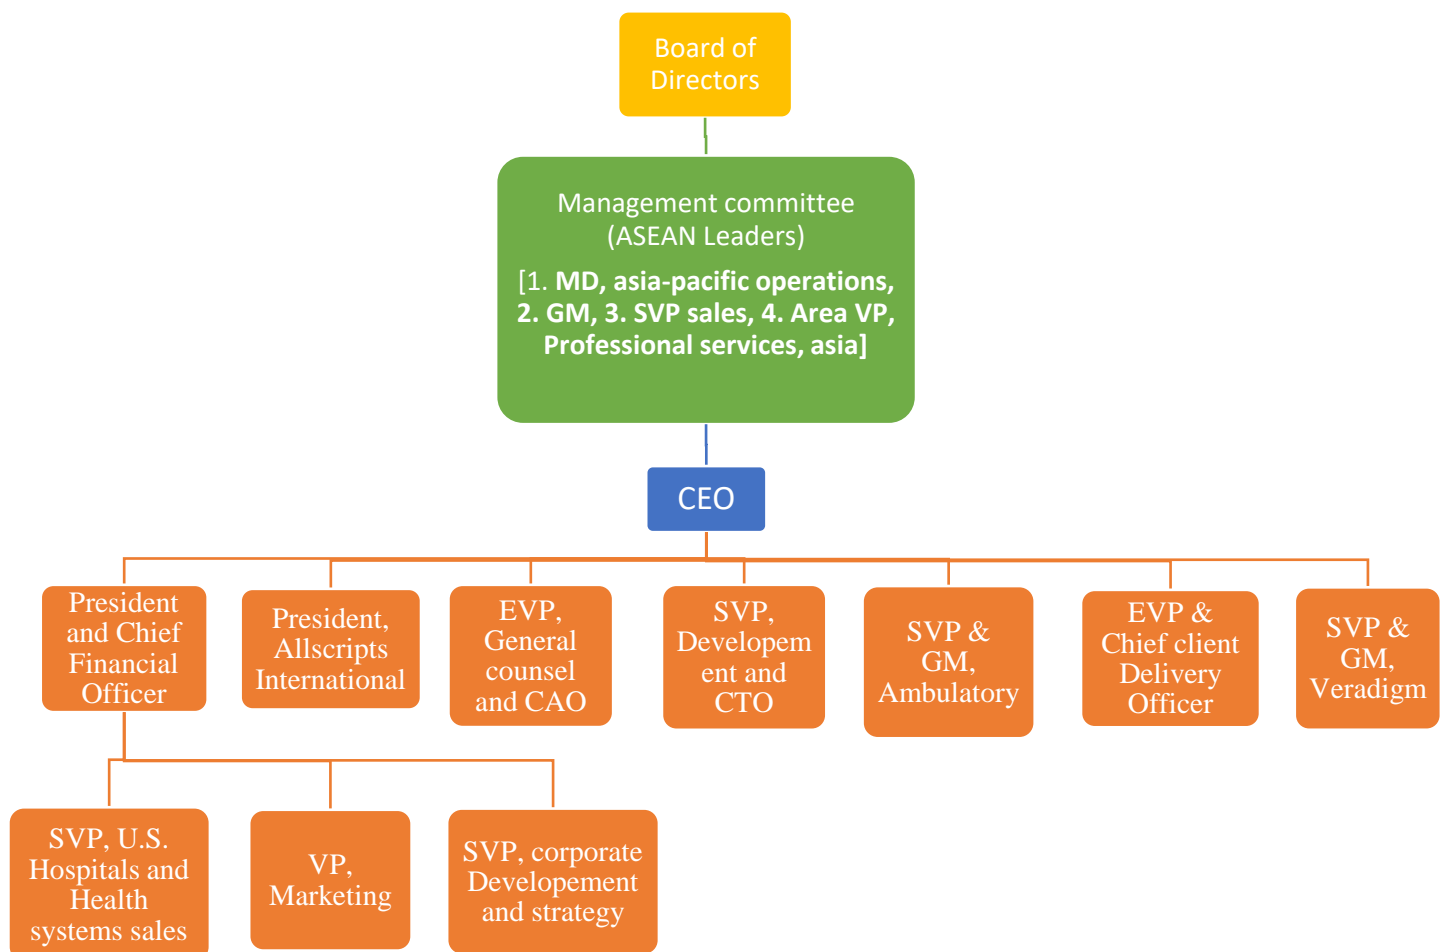 Board of
Directors
Management committee
(ASEAN Leaders)
[1. MD, asia-pacific operations,
2. GM, 3. SVP sales, 4. Area VP,
Professional services, asia]
CEO
President
and Chief
Financial
Officer
President,
Allscripts
International
EVP,
General
counsel
and CAO
SVP,
Developem
ent and
CTO
SVP &
GM,
Ambulatory
EVP &
Chief client
Delivery
Officer
SVP &
GM,
Veradigm
SVP, U.S.
Hospitals and
Health
systems sales
VP,
Marketing
SVP, corporate
Developement
and strategy